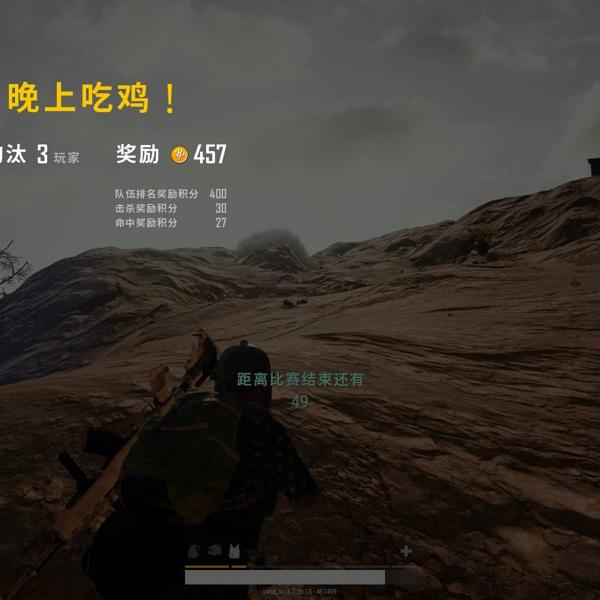 晚上吃鸡！
汰 3 玩家
奖励 457
队伍排名奖励积分 400
击杀奖励积分 30
命中奖励积分 27
距离比赛结束还有
49